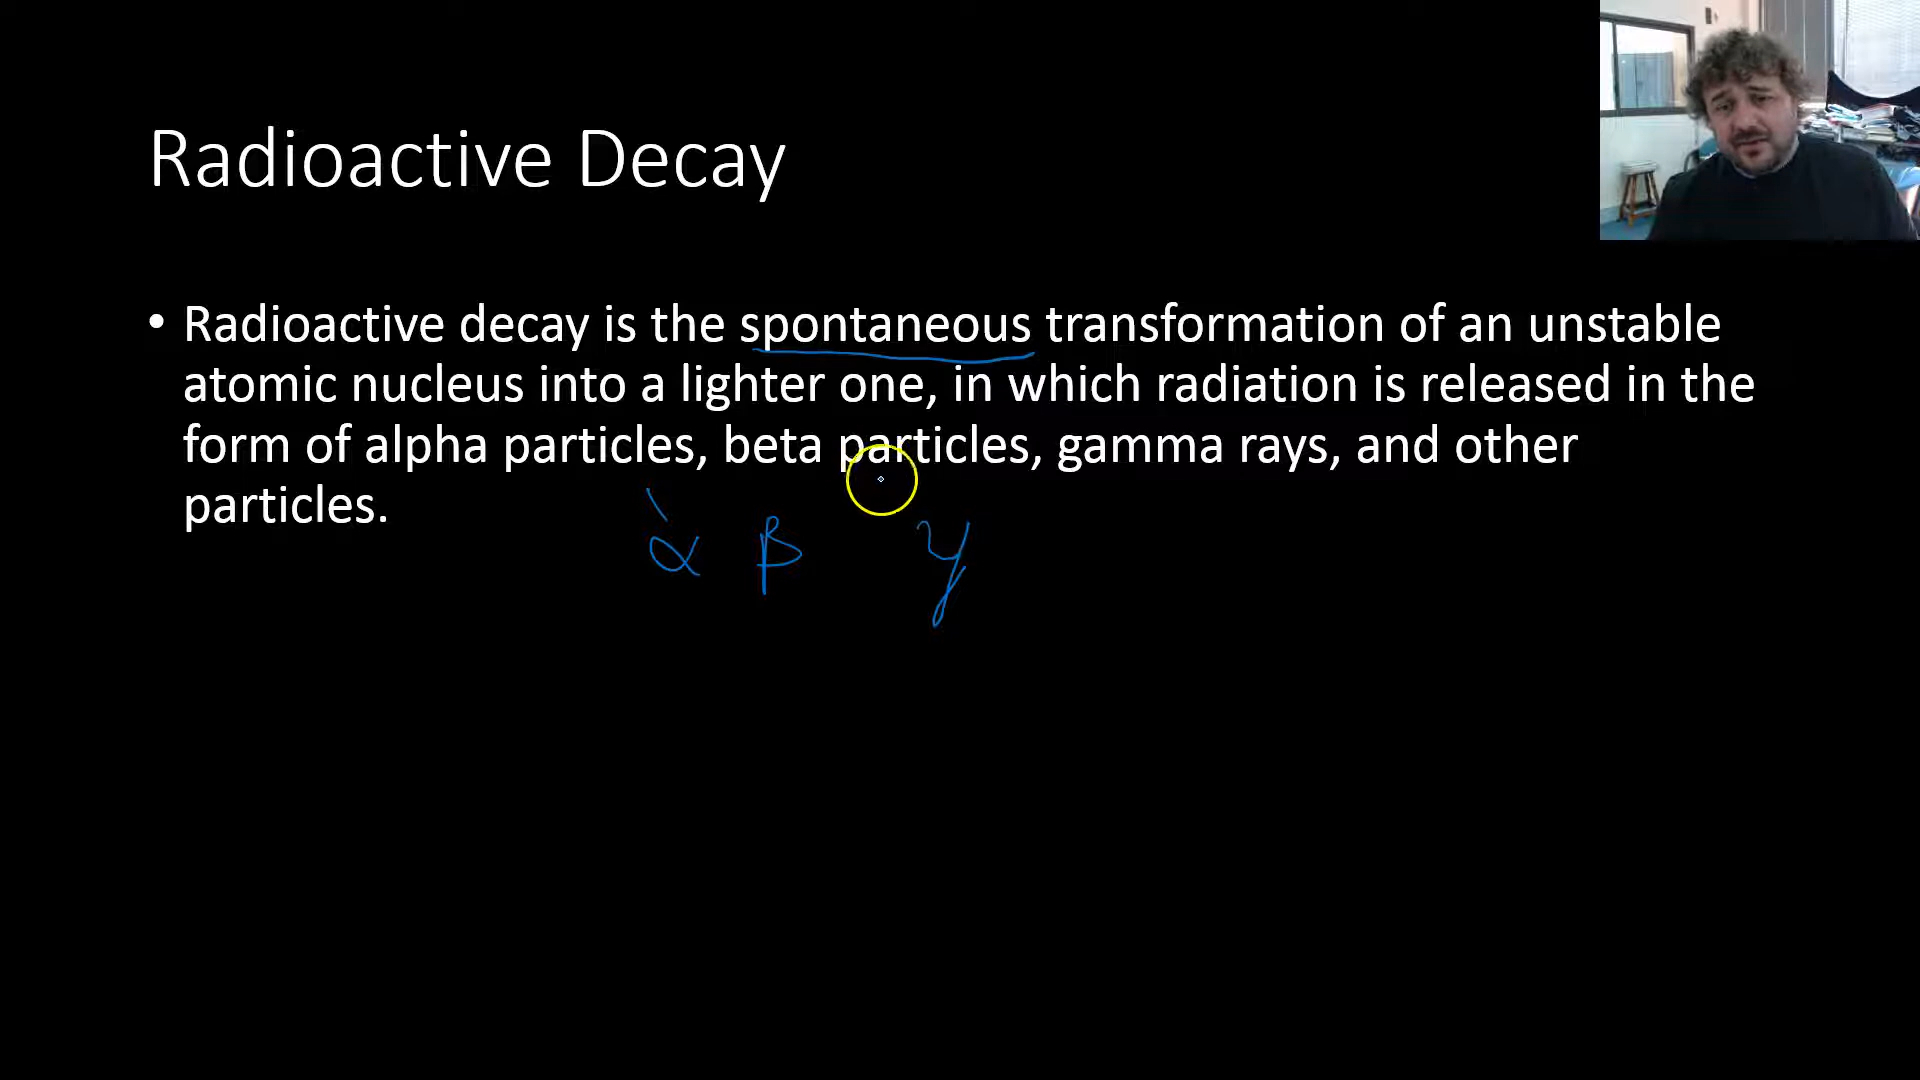 Radioactive Decay
• Radioactive decay is the spontaneous transformation of an unstable
atomic nucleus into a lighter one, in which radiation is released in the
form of alpha particles, beta particles, gamma rays, and other
particles.
α β γ